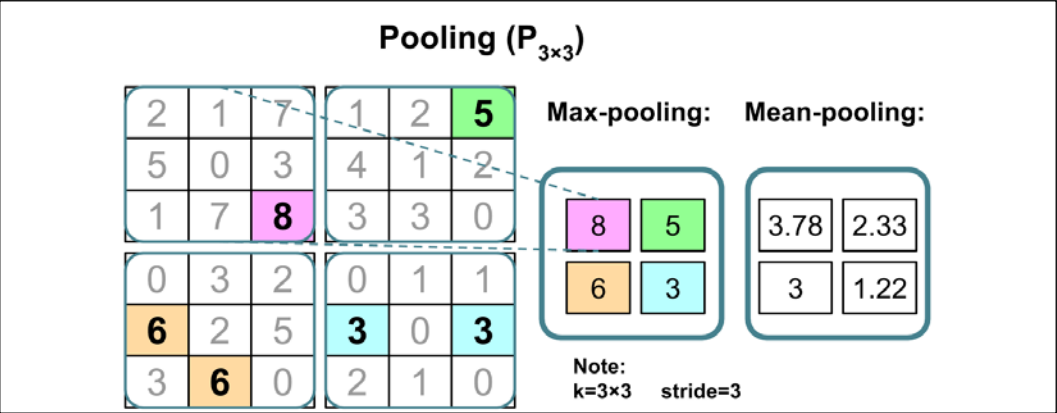 Pooling (P3×3)
2 1 7 1 2 5
5 0 3 4 1 2
1 7 8 3 3 0
0 3 2 0 1 1
6 2 5 3 0 3
3 6 0 2 1 0
Max-pooling:
8 5
6 3
Mean-pooling:
3.78 2.33
3 1.22
Note:
k=3×3 stride=3